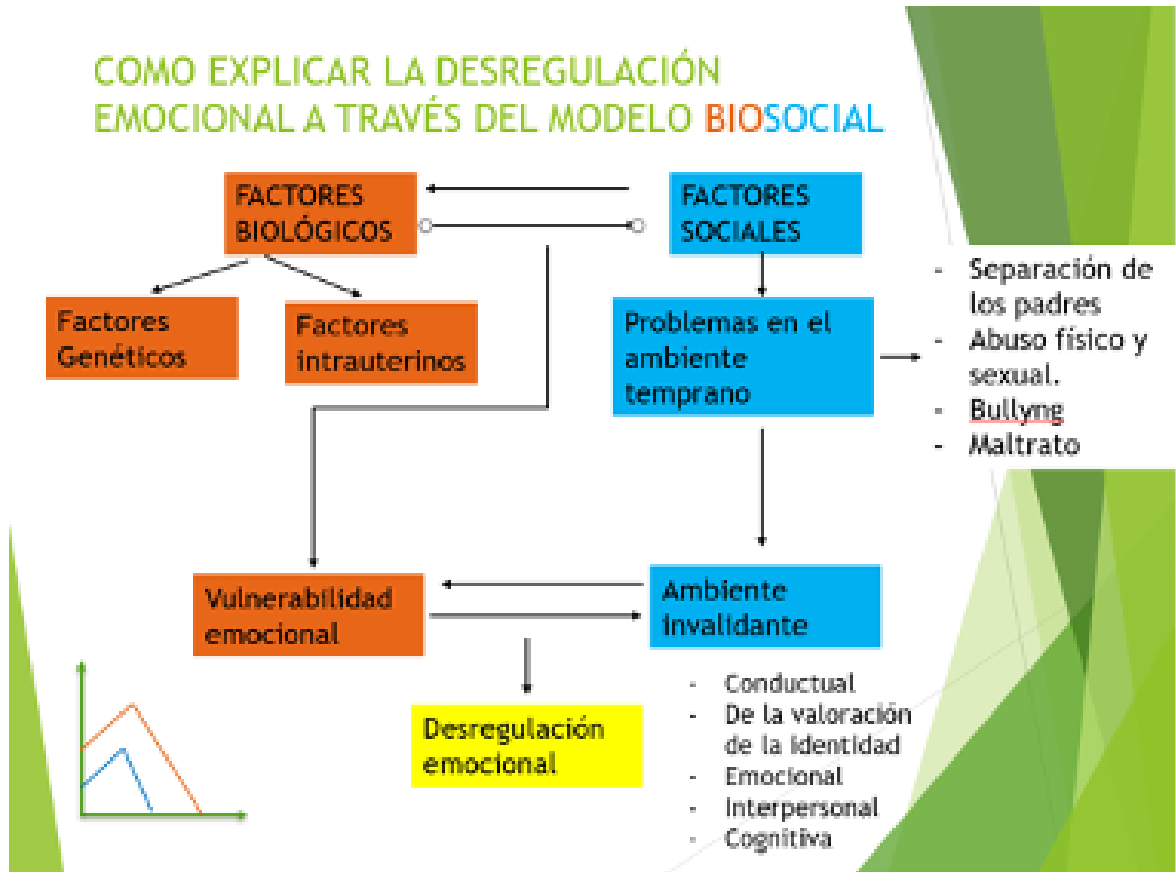 COMO EXPLICAR LA DESREGULACIÓN
EMOCIONAL A TRAVÉS DEL MODELO BIOSOCIAL
FACTORES
BIOLÓGICOS
FACTORES
SOCIALES
Factores
Genéticos
Factores
intrauterinos
Problemas en el
ambiente
temprano
- Separación de
los padres
- Abuso físico y
sexual.
- Bullyng
- Maltrato
Vulnerabilidad
emocional
Ambiente
invalidante
Desregulación
emocional
- Conductual
- De la valoración
de la identidad
- Emocional
- Interpersonal
- Cognitiva